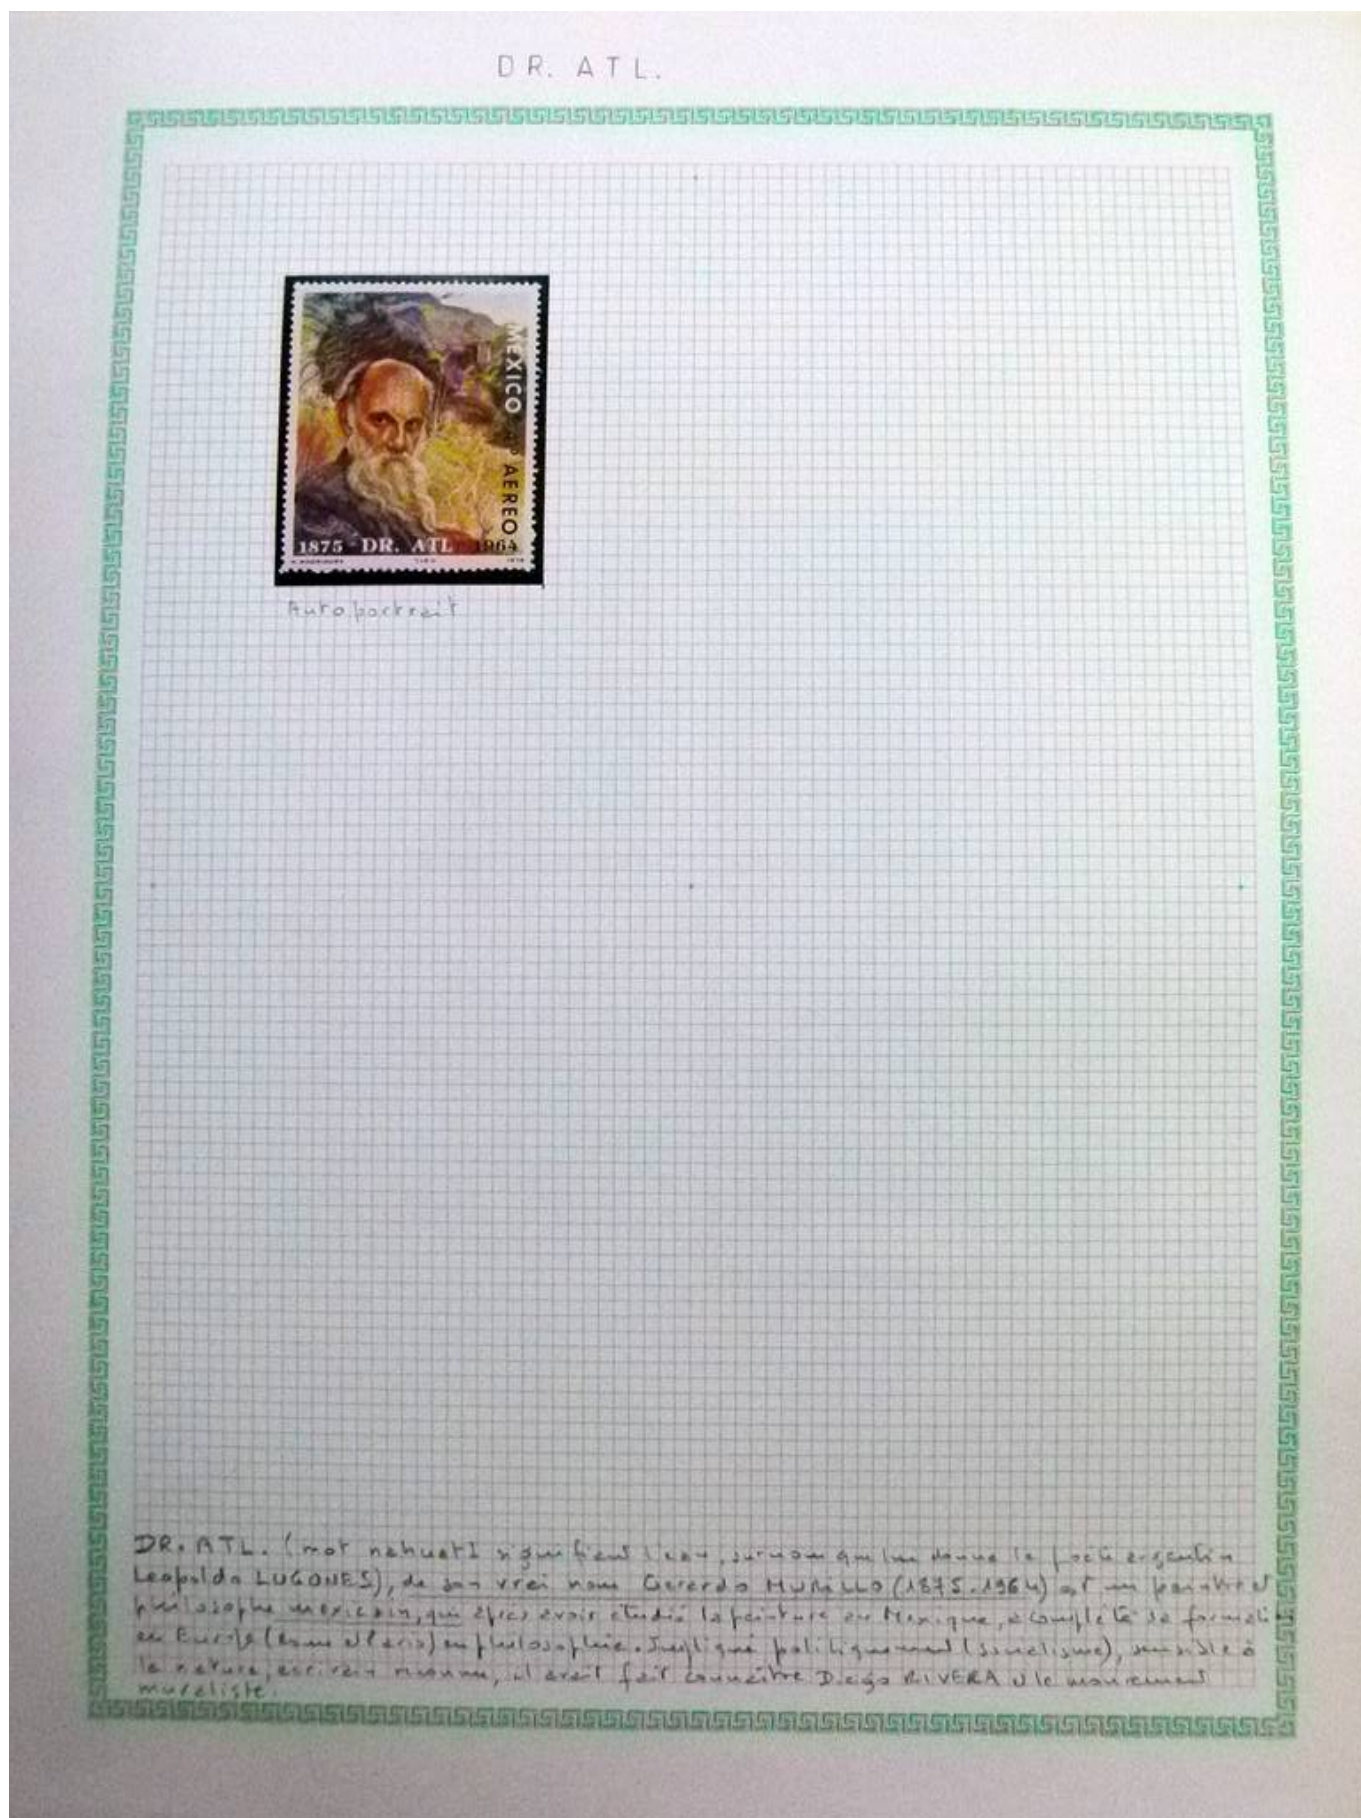 DR. ATL.
MEXICO
AEREO
1875 - DR. ATL 1964
Autoportrait
DR. ATL. (mot nahuatl signifiant l'eau, surnom que lui donna le poète argentin
Leopoldo LUGONES), de son vrai nom Gerardo MURILLO (1875.1964) est un peintre et
philosophe mexicain, qui après avoir étudié la peinture au Mexique, a complété sa formation
en Europe (Rome et Paris) en philosophie. Impliqué politiquement (socialisme), sensible à
la nature, écrivain reconnu, il avait fait connaître Diego RIVERA et le mouvement
muraliste.